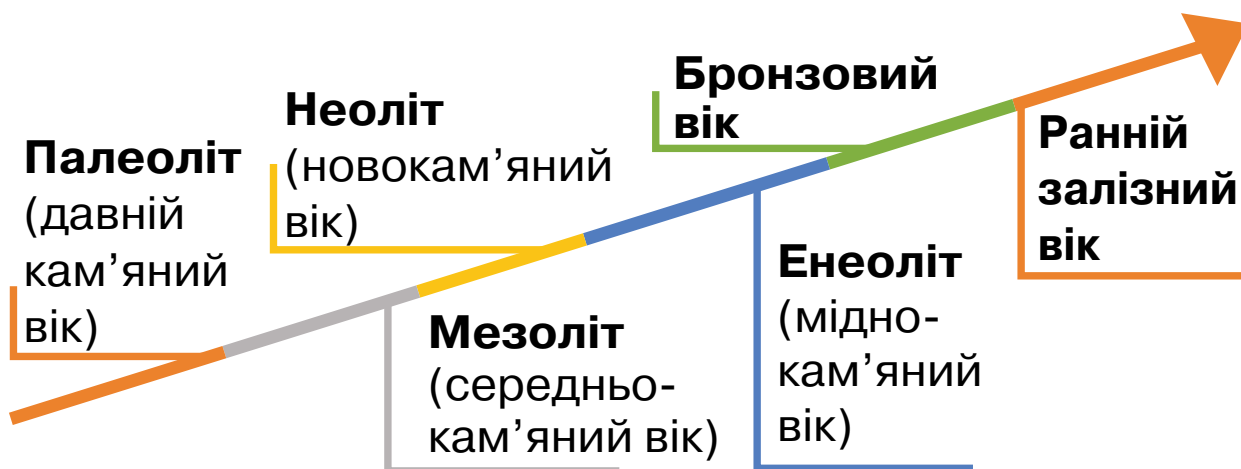 Палеоліт
(давній
кам’яний
вік)
Неоліт
(новокам’яний
вік)
Мезоліт
(середньо-
кам’яний вік)
Бронзовий
вік
Енеоліт
(мідно-
кам’яний
вік)
Ранній
залізний
вік